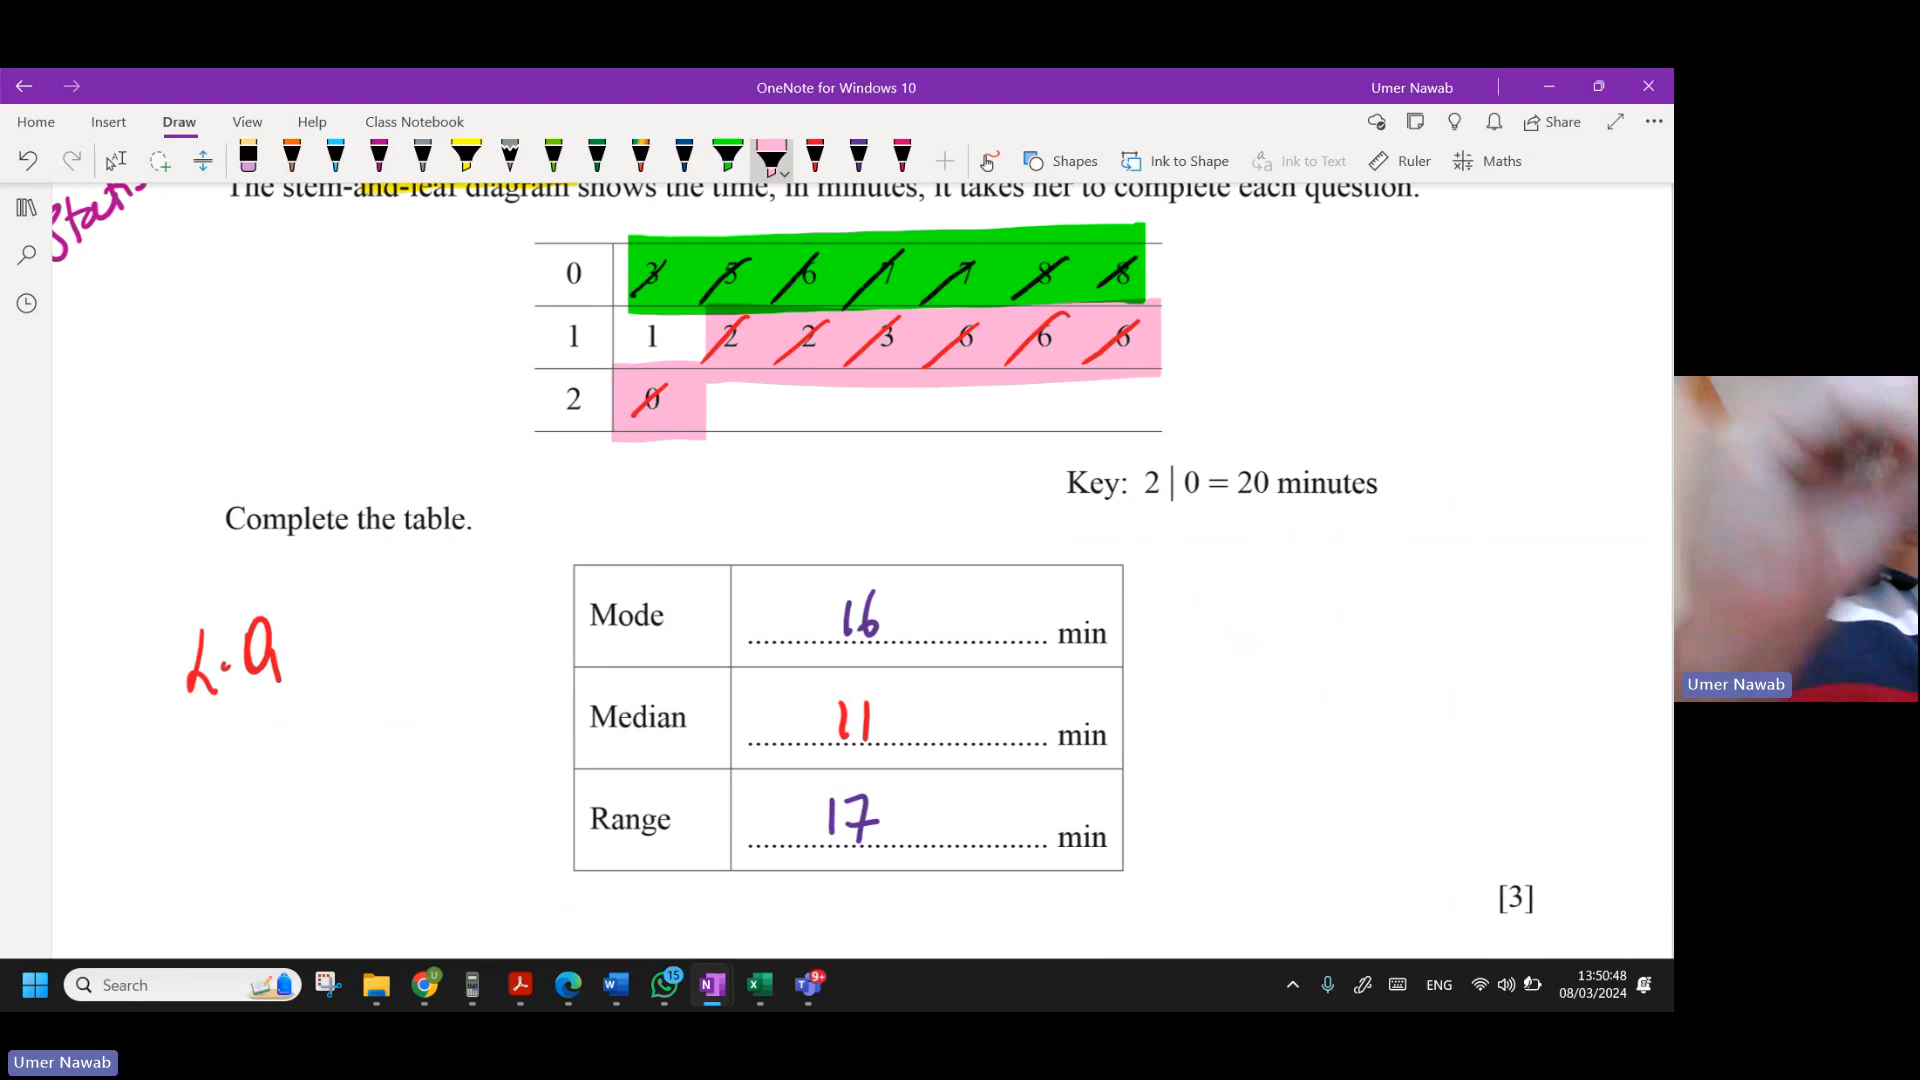 OneNote for Windows 10
Umer Nawab
Home Insert Draw View Help Class Notebook
Share
Shapes Ink to Shape Ink to Text Ruler Maths
The stem-and-leaf diagram shows the time, in minutes, it takes her to complete each question.
0 3 5 6 7 7 8 8
1 1 2 2 3 6 6 6
2 0
Key: 2 | 0 = 20 minutes
Complete the table.
L.Q
Mode 16 min
Median 11 min
Range 17 min
[3]
Umer Nawab
Search
15
9+
ENG
13:50:48
08/03/2024
Umer Nawab